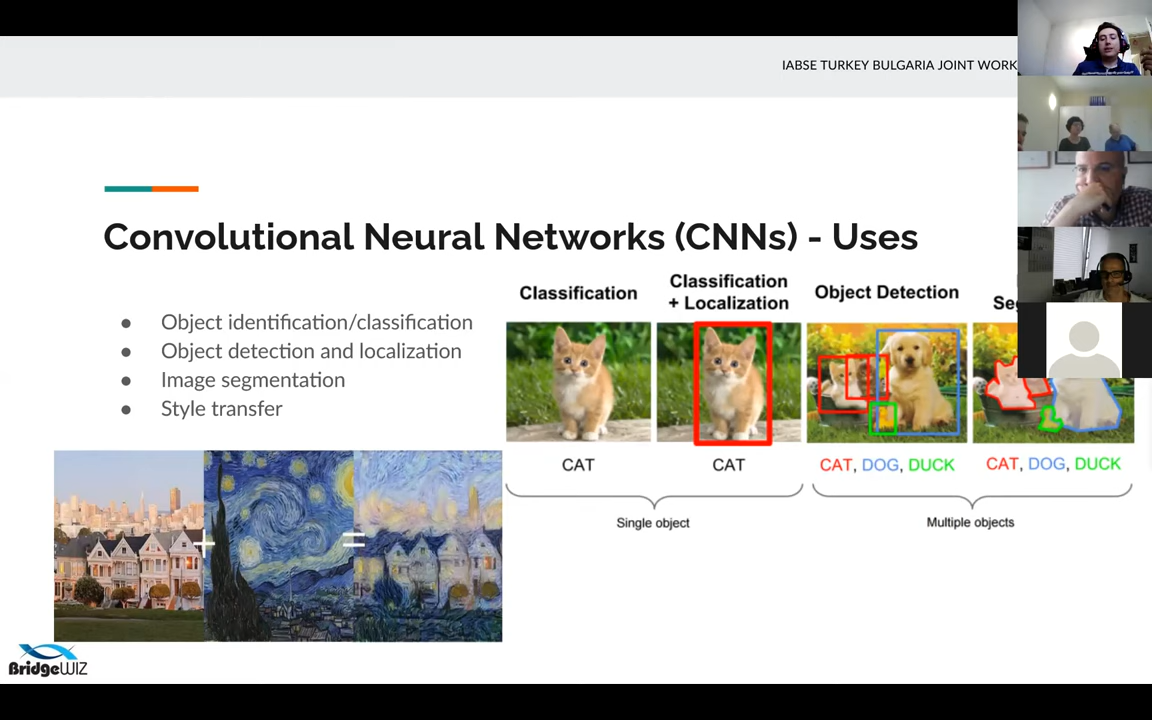 IABSE TURKEY BULGARIA JOINT WORK
Convolutional Neural Networks (CNNs) - Uses
● Object identification/classification
● Object detection and localization
● Image segmentation
● Style transfer
Classification
Classification
+ Localization
Object Detection
CAT
CAT
CAT, DOG, DUCK
CAT, DOG, DUCK
Single object
Multiple objects
+
=
BridgeWIZ